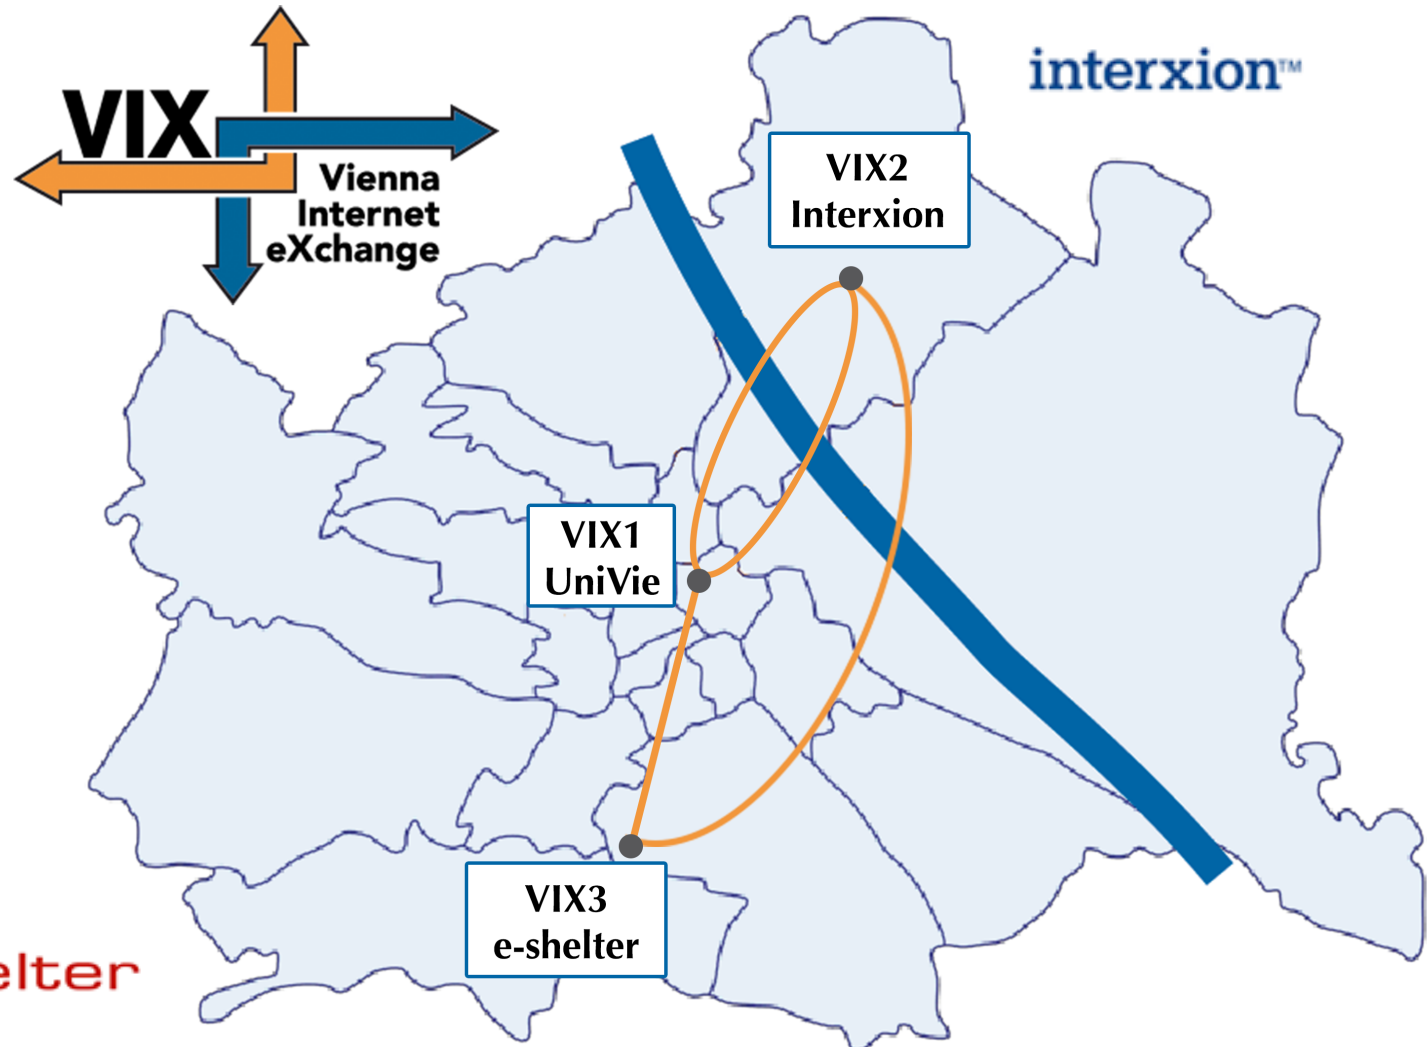 VIX
Vienna
Internet
eXchange
interxion™
VIX2
Interxion
VIX1
UniVie
VIX3
e-shelter
elter